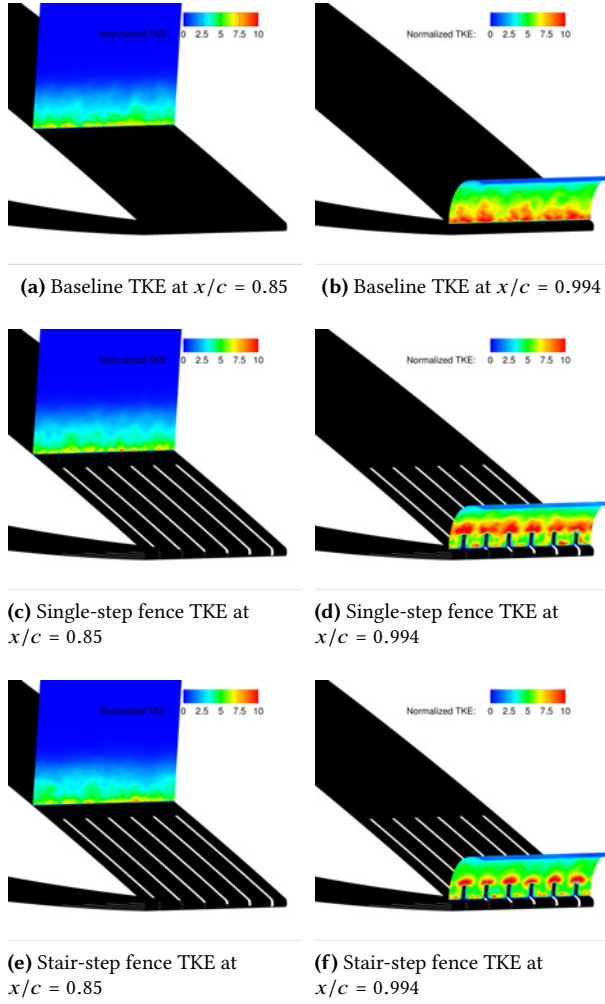 Normalized TKE: 0 2.5 5 7.5 10
Normalized TKE: 0 2.5 5 7.5 10
(a) Baseline TKE at x/c = 0.85
(b) Baseline TKE at x/c = 0.994
Normalized TKE: 0 2.5 5 7.5 10
Normalized TKE: 0 2.5 5 7.5 10
(c) Single-step fence TKE at
x/c = 0.85
(d) Single-step fence TKE at
x/c = 0.994
Normalized TKE: 0 2.5 5 7.5 10
Normalized TKE: 0 2.5 5 7.5 10
(e) Stair-step fence TKE at
x/c = 0.85
(f) Stair-step fence TKE at
x/c = 0.994